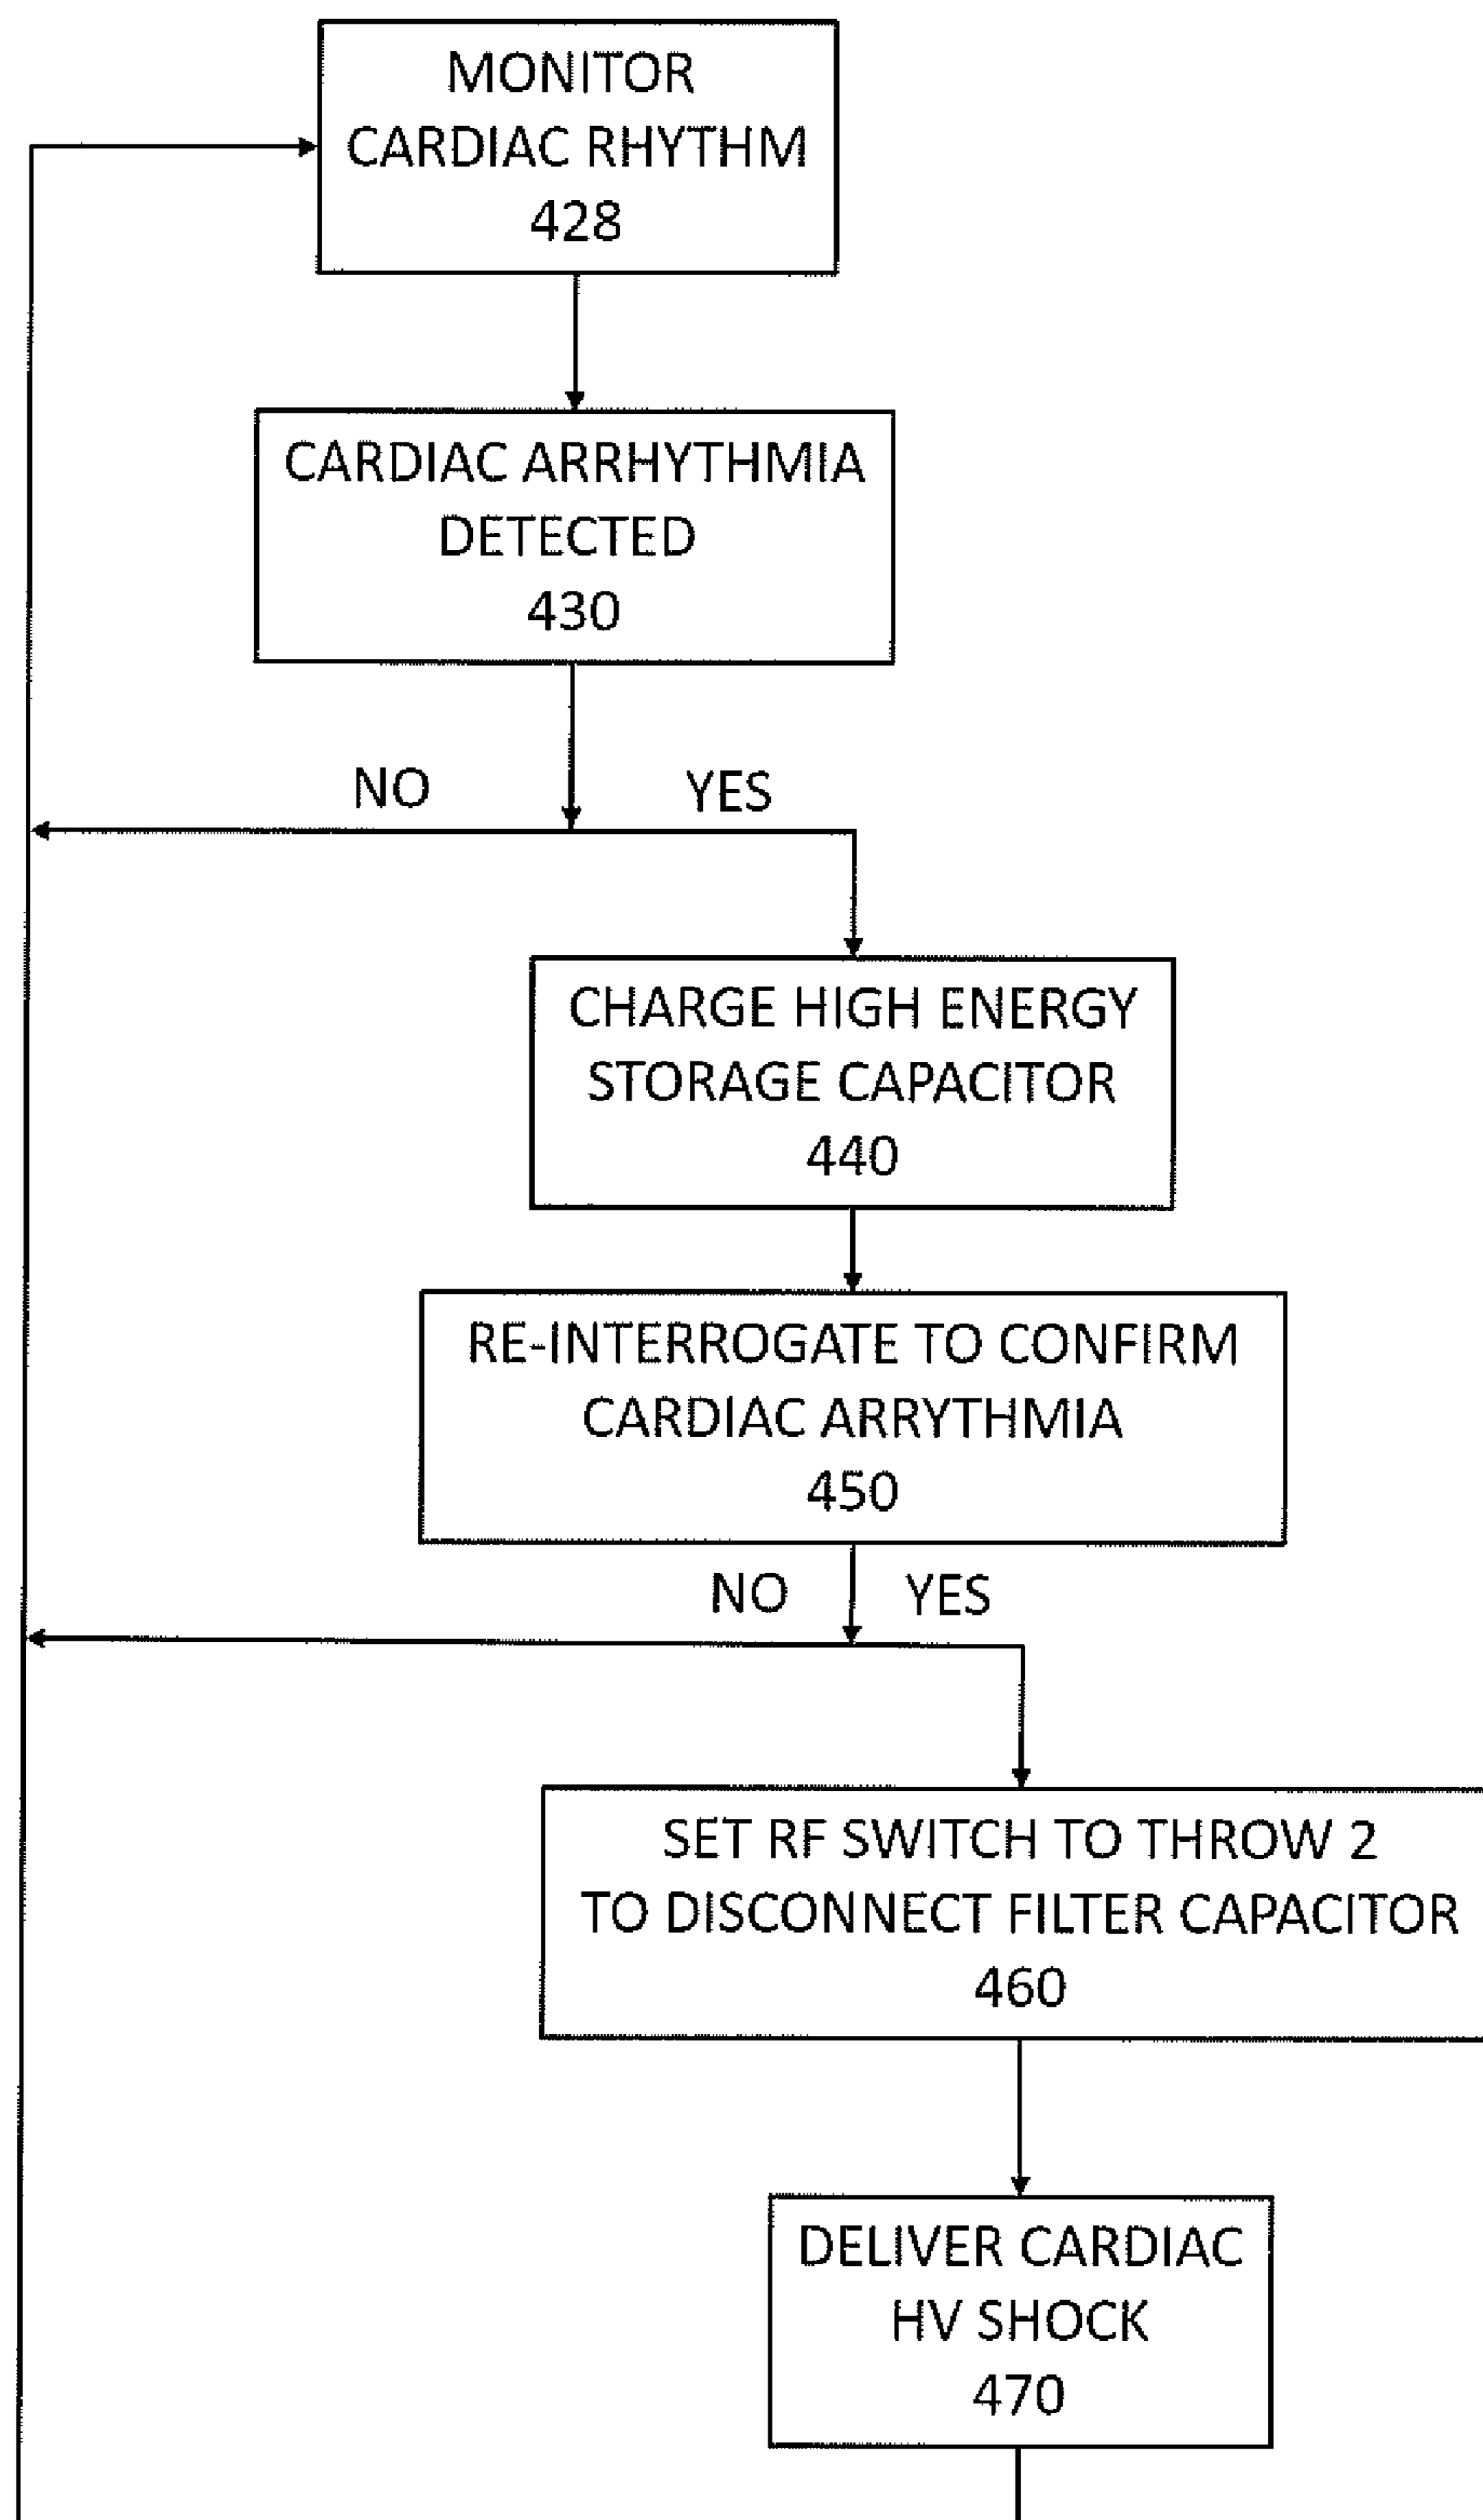 MONITOR
CARDIAC RHYTHM
428
CARDIAC ARRHYTHMIA
DETECTED
430
NO
YES
CHARGE HIGH ENERGY
STORAGE CAPACITOR
440
RE-INTERROGATE TO CONFIRM
CARDIAC ARRYTHMIA
450
NO
YES
SET RF SWITCH TO THROW 2
TO DISCONNECT FILTER CAPACITOR
460
DELIVER CARDIAC
HV SHOCK
470